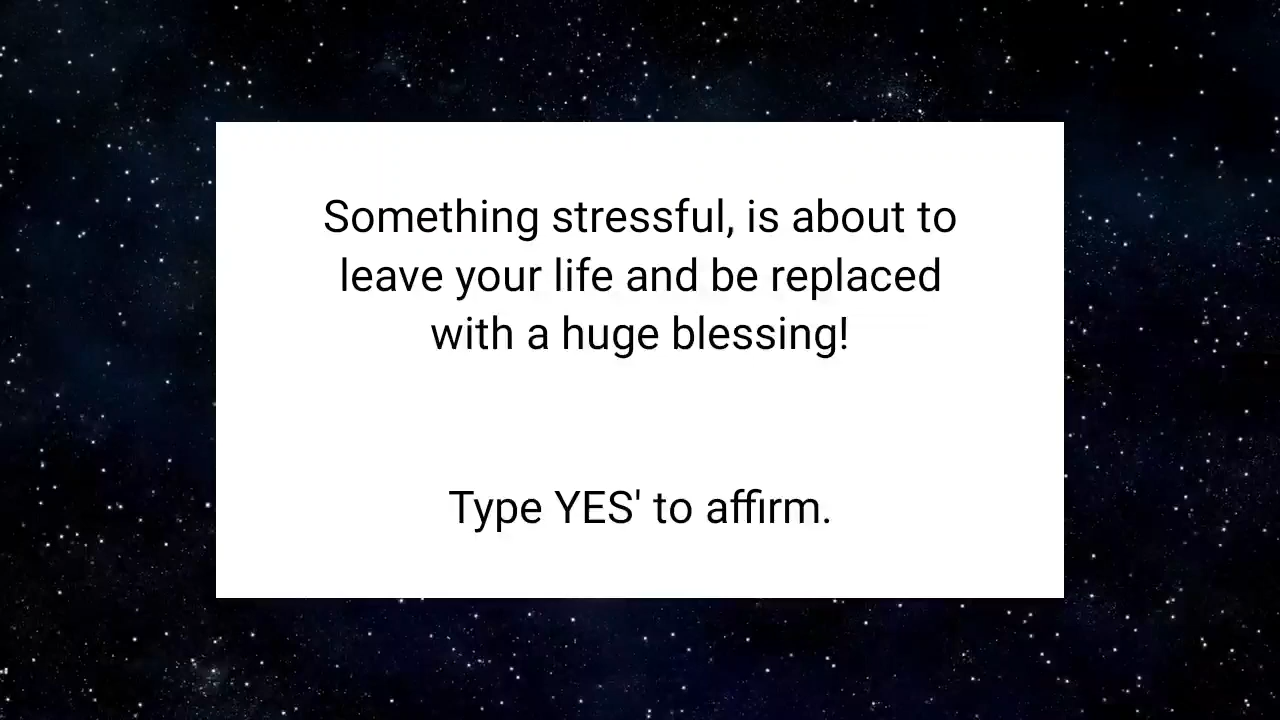 Something stressful, is about to
leave your life and be replaced
with a huge blessing!
Type YES' to affirm.